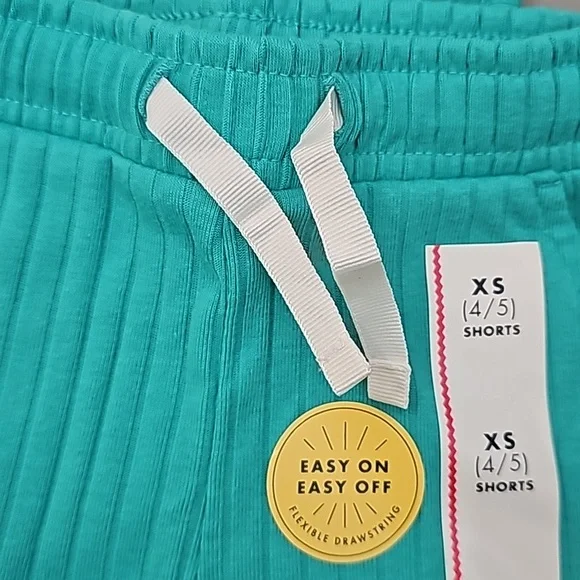 XS
(4/5)
SHORTS
XS
(4/5)
SHORTS
EASY ON
EASY OFF
FLEXIBLE DRAWSTRING